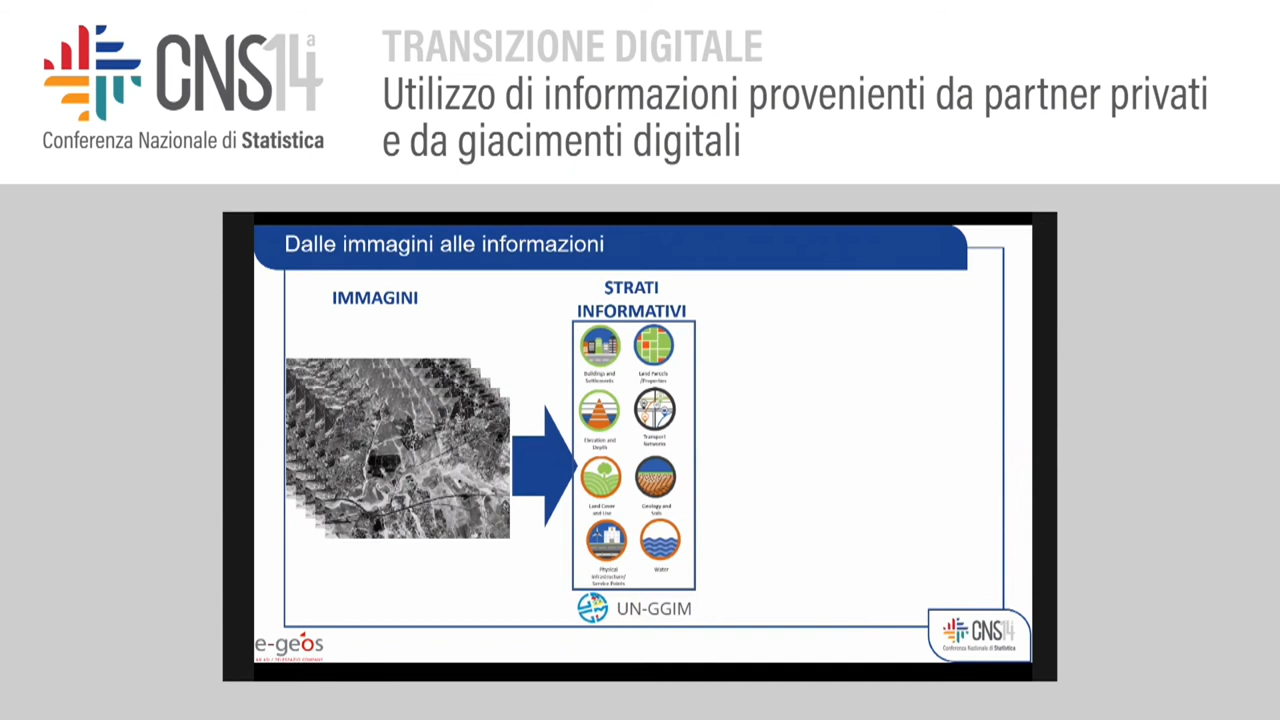 CNS14a
Conferenza Nazionale di Statistica
TRANSIZIONE DIGITALE
Utilizzo di informazioni provenienti da partner privati
e da giacimenti digitali
Dalle immagini alle informazioni
IMMAGINI
STRATI
INFORMATIVI
Buildings and
Settlements
Land Parcels
/Properties
Elevation and
Depth
Transport
Networks
Land Cover
and Use
Geology and
Soils
Physical
Infrastructure/
Service Points
Water
UN-GGIM
e-geos
CNS14
Conferenza Nazionale di Statistica